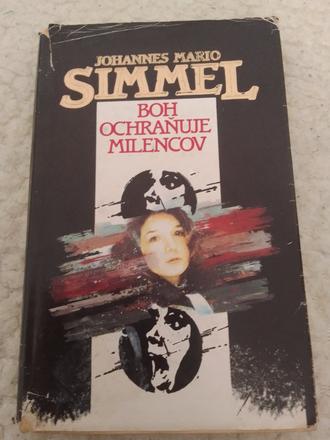 JOHANNES MARIO
SIMMEL
BOH
OCHRAŇUJE
MILENCOV